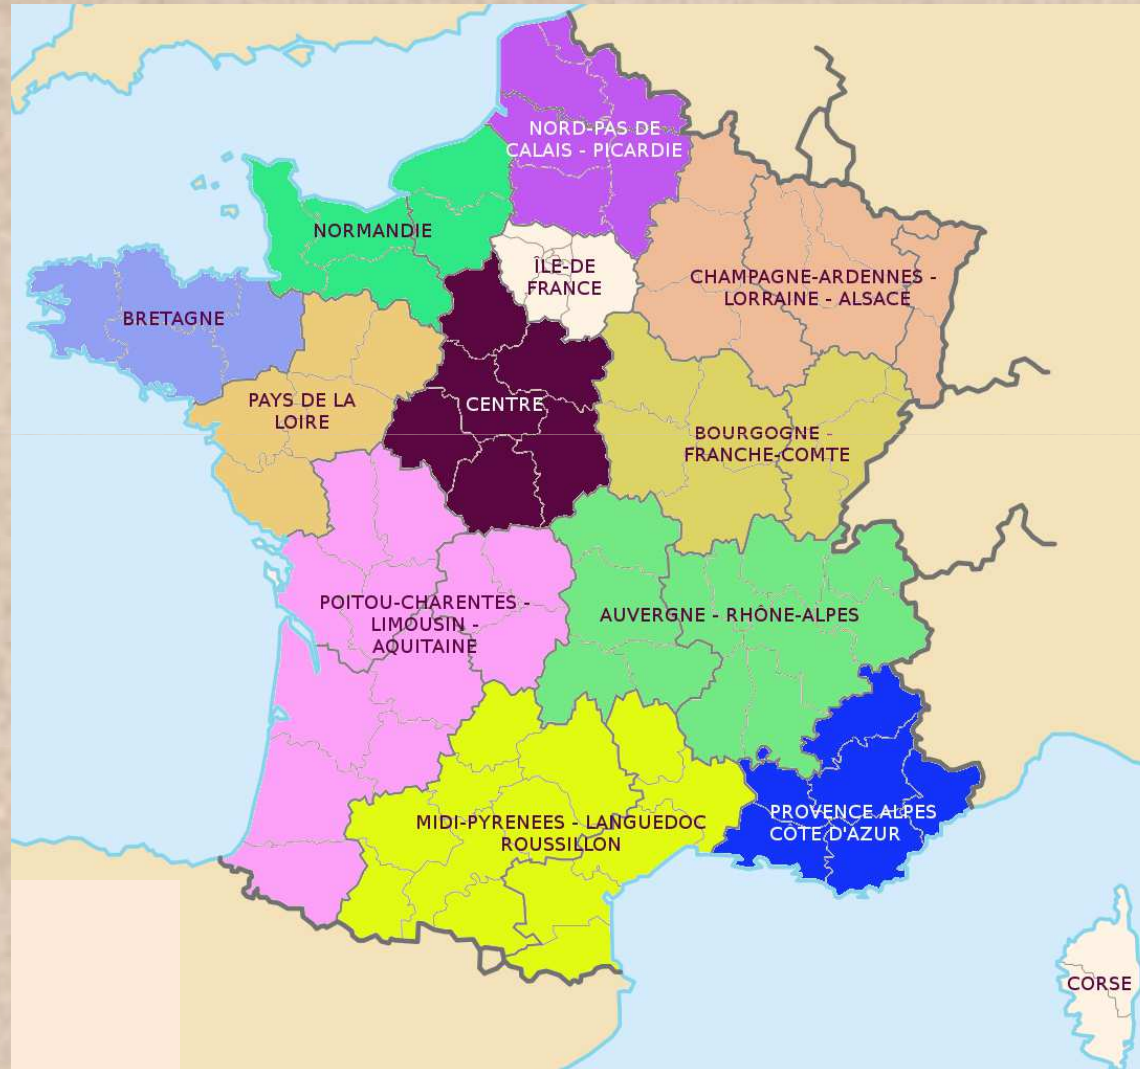 NORD-PAS DE
CALAIS - PICARDIE
NORMANDIE
ÎLE-DE
FRANCE
CHAMPAGNE-ARDENNES -
LORRAINE - ALSACE
BRETAGNE
PAYS DE LA
LOIRE
CENTRE
BOURGOGNE -
FRANCHE-COMTE
POITOU-CHARENTES -
LIMOUSIN -
AQUITAINE
AUVERGNE - RHÔNE-ALPES
MIDI-PYRENEES - LANGUEDOC
ROUSSILLON
PROVENCE ALPES
CÔTE D'AZUR
CORSE